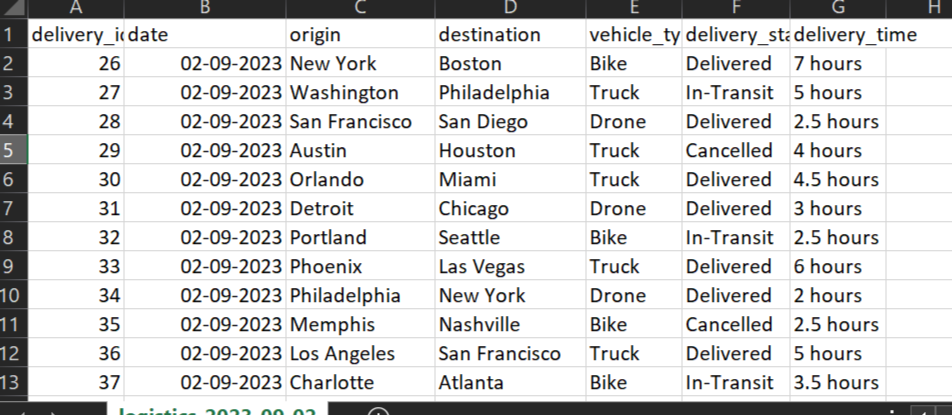 A B C D E F G H
1 delivery_id date origin destination vehicle_ty delivery_sta delivery_time
2 26 02-09-2023 New York Boston Bike Delivered 7 hours
3 27 02-09-2023 Washington Philadelphia Truck In-Transit 5 hours
4 28 02-09-2023 San Francisco San Diego Drone Delivered 2.5 hours
5 29 02-09-2023 Austin Houston Truck Cancelled 4 hours
6 30 02-09-2023 Orlando Miami Truck Delivered 4.5 hours
7 31 02-09-2023 Detroit Chicago Drone Delivered 3 hours
8 32 02-09-2023 Portland Seattle Bike In-Transit 2.5 hours
9 33 02-09-2023 Phoenix Las Vegas Truck Delivered 6 hours
10 34 02-09-2023 Philadelphia New York Drone Delivered 2 hours
11 35 02-09-2023 Memphis Nashville Bike Cancelled 2.5 hours
12 36 02-09-2023 Los Angeles San Francisco Truck Delivered 5 hours
13 37 02-09-2023 Charlotte Atlanta Bike In-Transit 3.5 hours
logistics_2023-09-02